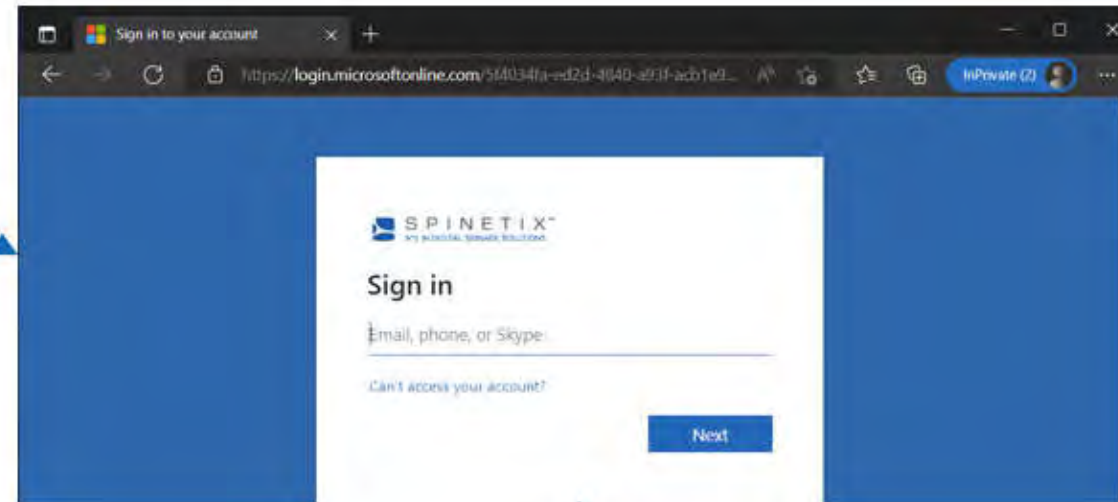 Sign in to your account
https://login.microsoftonline.com/
InPrivate (2)
SPINETIX™
Sign in
Email, phone, or Skype
Can't access your account?
Next